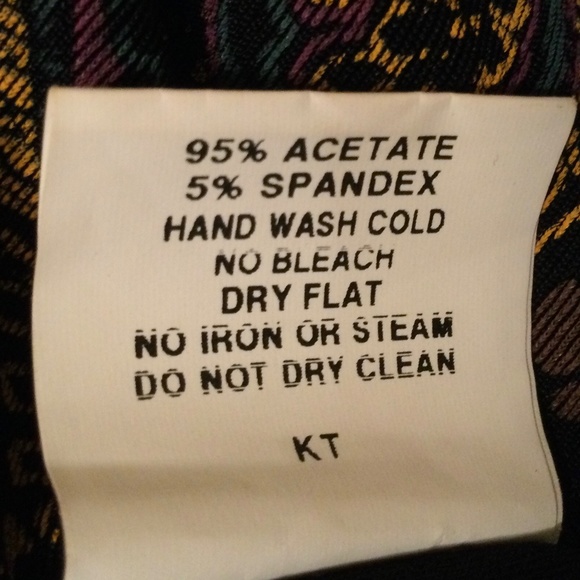 95% ACETATE
5% SPANDEX
HAND WASH COLD
NO BLEACH
DRY FLAT
NO IRON OR STEAM
DO NOT DRY CLEAN
KT